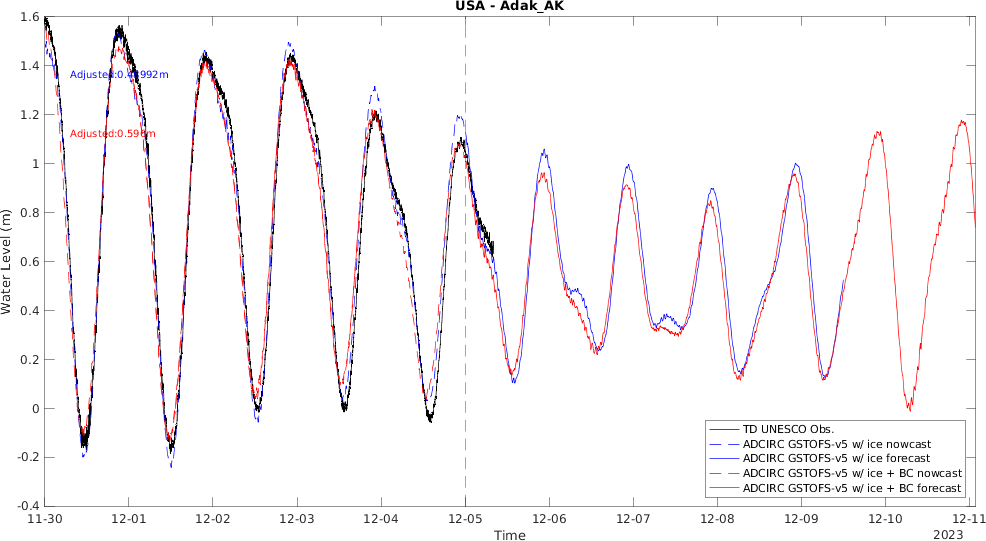 USA - Adak_AK
1.6
1.4
1.2
1
0.8
0.6
0.4
0.2
0
-0.2
-0.4
Water Level (m)
Adjusted:0.596m
TD UNESCO Obs.
ADCIRC GSTOFS-v5 w/ ice nowcast
ADCIRC GSTOFS-v5 w/ ice forecast
ADCIRC GSTOFS-v5 w/ ice + BC nowcast
ADCIRC GSTOFS-v5 w/ ice + BC forecast
11-30 12-01 12-02 12-03 12-04 12-05 12-06 12-07 12-08 12-09 12-10 12-11
Time
2023